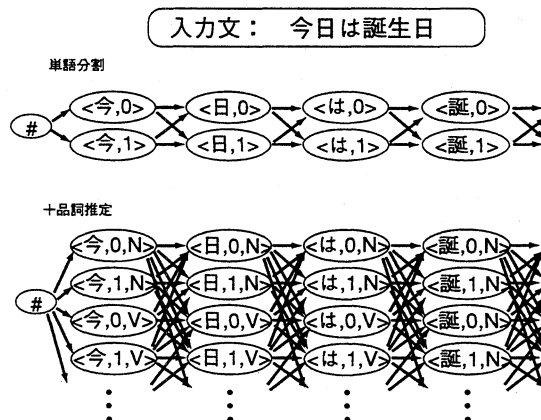 入力文： 今日は誕生日
単語分割
<今,0> <日,0> <は,0> <誕,0>
#
<今,1> <日,1> <は,1> <誕,1>
＋品詞推定
<今,0,N> <日,0,N> <は,0,N> <誕,0,N>
<今,1,N> <日,1,N> <は,1,N> <誕,1,N>
#
<今,0,V> <日,0,V> <は,0,V> <誕,0,N>
<今,1,V> <日,1,V> <は,1,V> <誕,1,N>